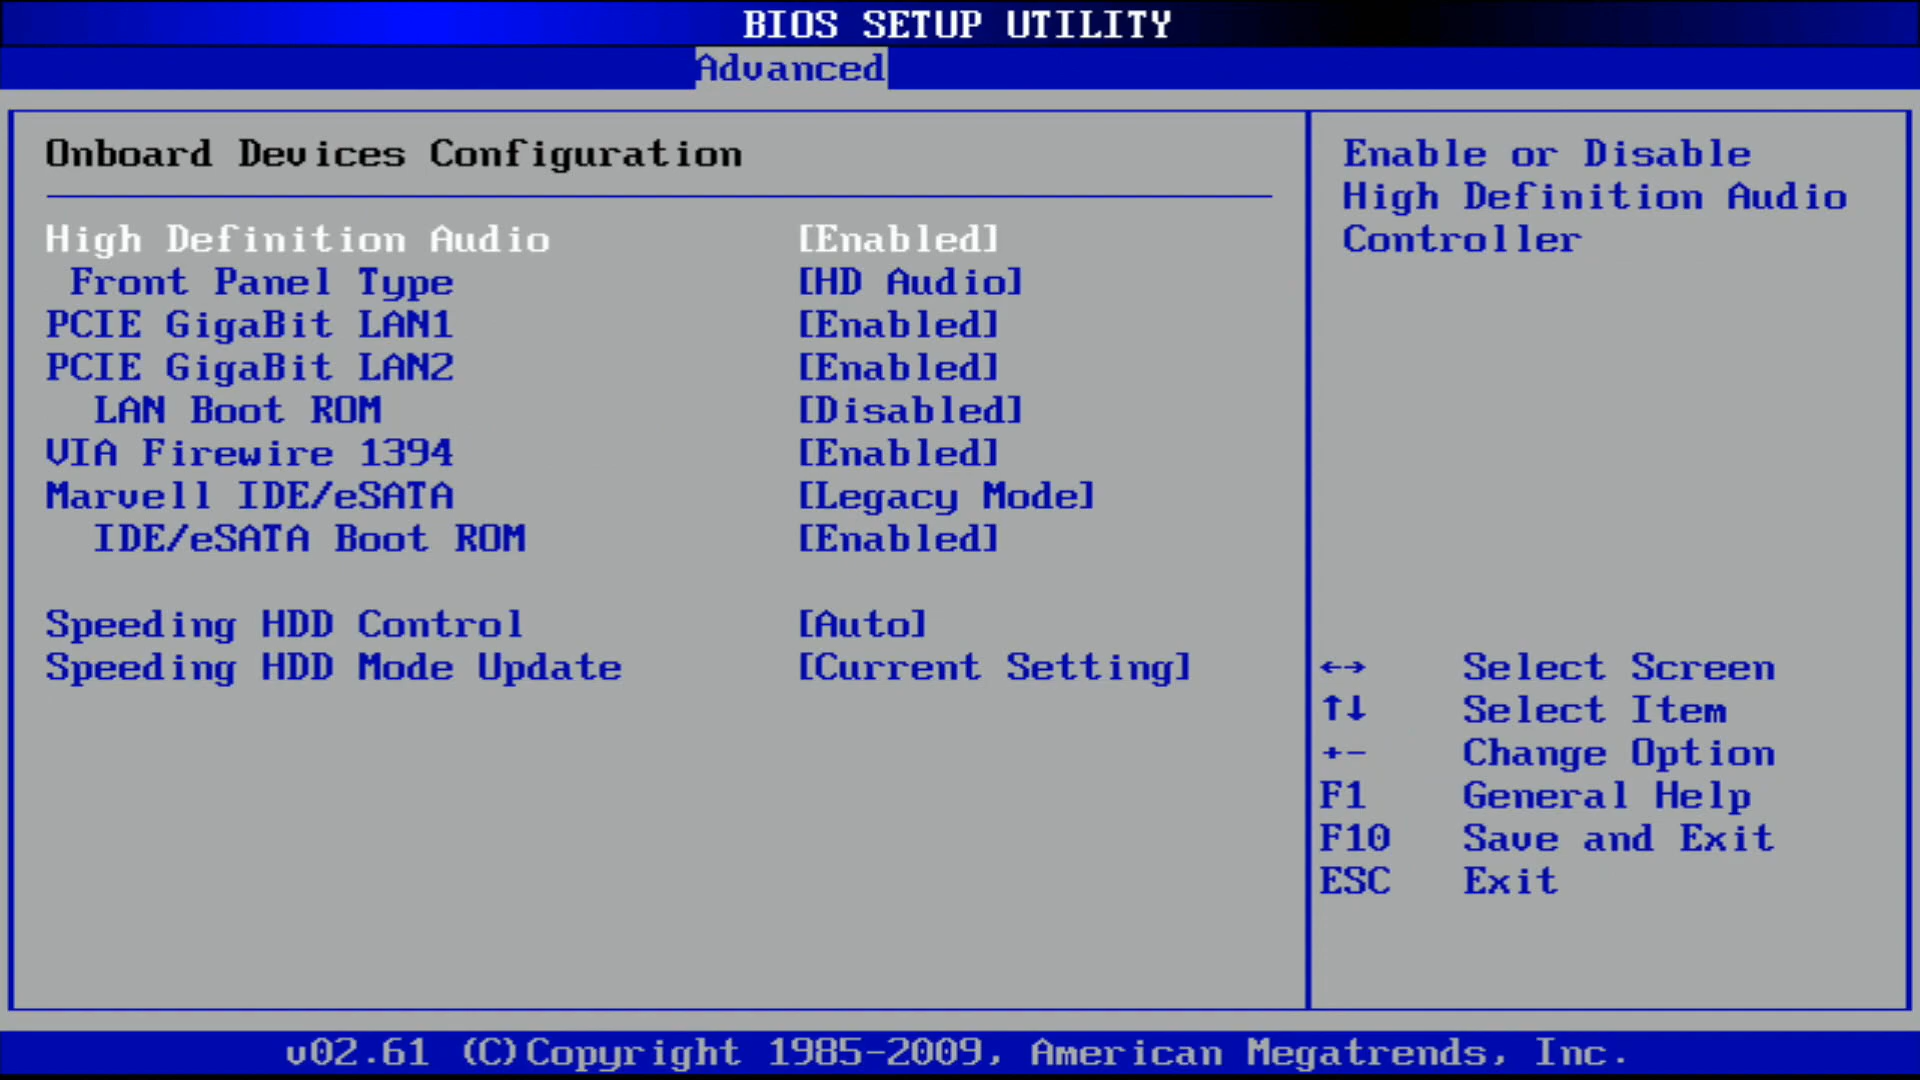 BIOS SETUP UTILITY
Advanced
Onboard Devices Configuration
High Definition Audio [Enabled]
Front Panel Type [HD Audio]
PCIE GigaBit LAN1 [Enabled]
PCIE GigaBit LAN2 [Enabled]
LAN Boot ROM [Disabled]
VIA Firewire 1394 [Enabled]
Marvell IDE/eSATA [Legacy Mode]
IDE/eSATA Boot ROM [Enabled]
Speeding HDD Control [Auto]
Speeding HDD Mode Update [Current Setting]
Enable or Disable
High Definition Audio
Controller
←→ Select Screen
↑↓ Select Item
+- Change Option
F1 General Help
F10 Save and Exit
ESC Exit
v02.61 (C)Copyright 1985-2009, American Megatrends, Inc.